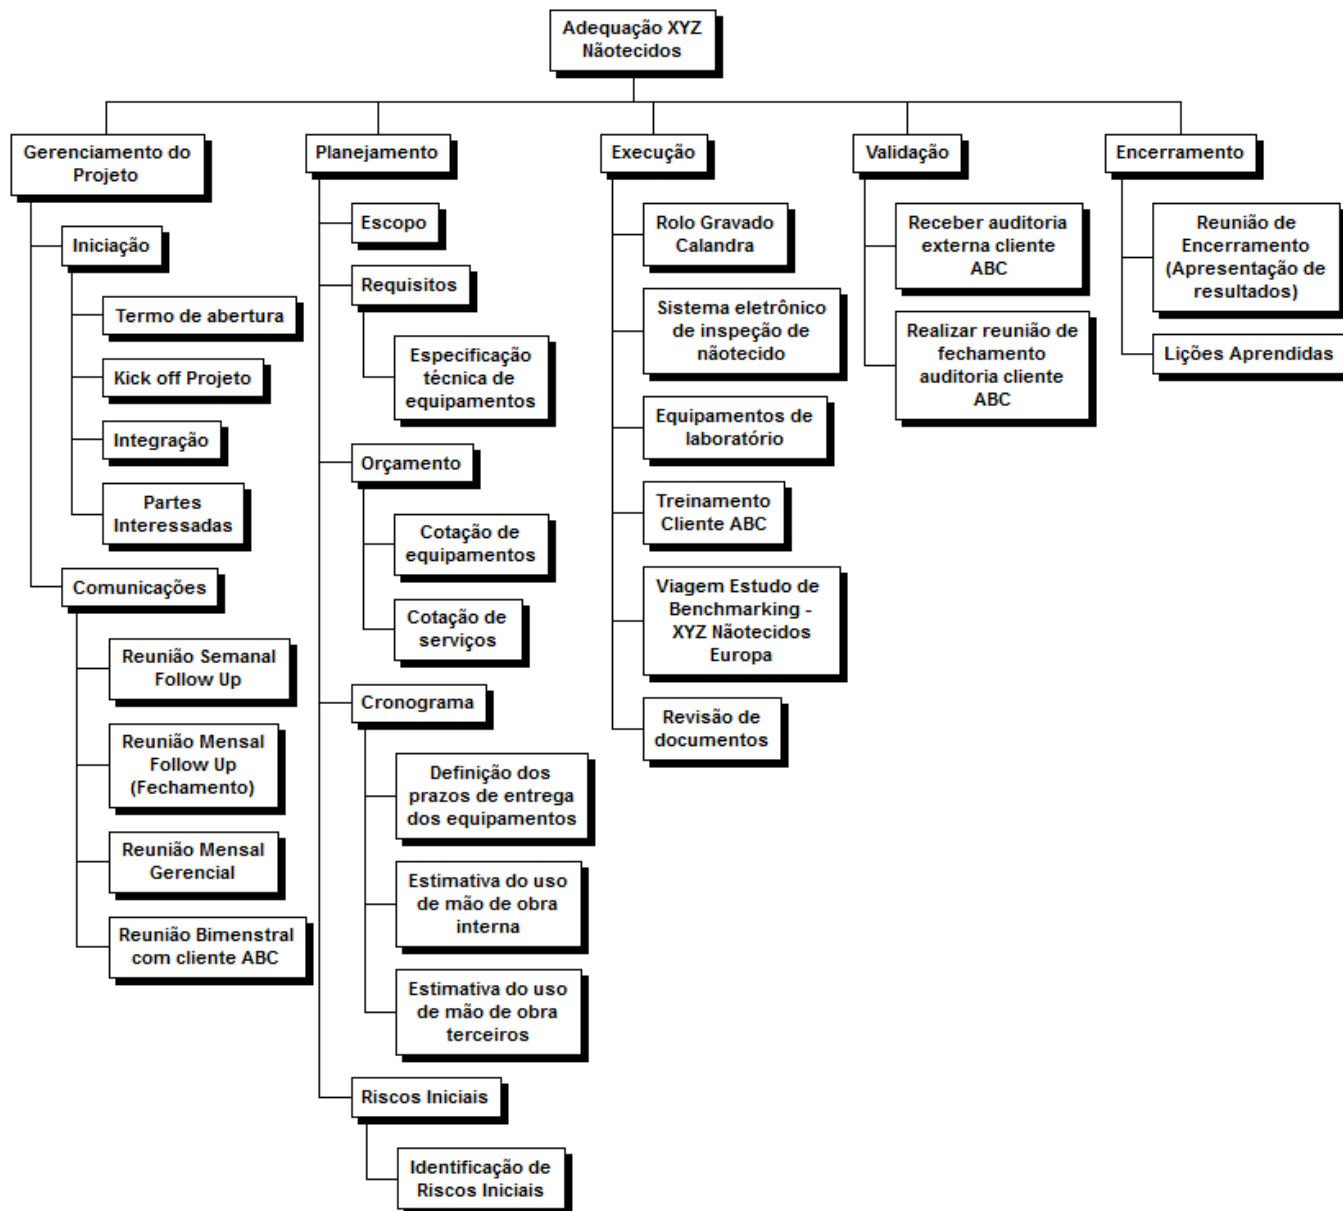 Adequação XYZ
Nãotecidos
Gerenciamento do
Projeto
Iniciação
Termo de abertura
Kick off Projeto
Integração
Partes
Interessadas
Comunicações
Reunião Semanal
Follow Up
Reunião Mensal
Follow Up
(Fechamento)
Reunião Mensal
Gerencial
Reunião Bimenstral
com cliente ABC
Planejamento
Escopo
Requisitos
Especificação
técnica de
equipamentos
Orçamento
Cotação de
equipamentos
Cotação de
serviços
Cronograma
Definição dos
prazos de entrega
dos equipamentos
Estimativa do uso
de mão de obra
interna
Estimativa do uso
de mão de obra
terceiros
Riscos Iniciais
Identificação de
Riscos Iniciais
Execução
Rolo Gravado
Calandra
Sistema eletrônico
de inspeção de
nãotecido
Equipamentos de
laboratório
Treinamento
Cliente ABC
Viagem Estudo de
Benchmarking -
XYZ Nãotecidos
Europa
Revisão de
documentos
Validação
Receber auditoria
externa cliente
ABC
Realizar reunião de
fechamento
auditoria cliente
ABC
Encerramento
Reunião de
Encerramento
(Apresentação de
resultados)
Lições Aprendidas